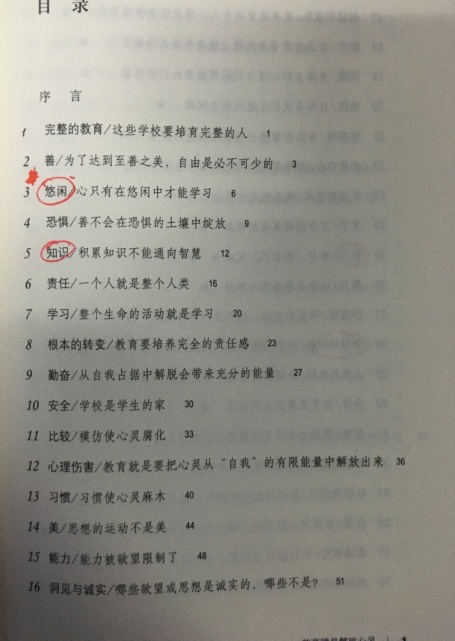 目 录
序 言
1 完整的教育/这些学校要培育完整的人 1
2 善/为了达到至善之美，自由是必不可少的 3
3 悠闲/心只有在悠闲中才能学习 6
4 恐惧/善不会在恐惧的土壤中绽放 9
5 知识/积累知识不能通向智慧 12
6 责任/一个人就是整个人类 16
7 学习/整个生命的活动就是学习 20
8 根本的转变/教育要培养完全的责任感 23
9 勤奋/从自我占据中解脱会带来充分的能量 27
10 安全/学校是学生的家 30
11 比较/模仿使心灵腐化 33
12 心理伤害/教育就是要把心灵从“自我”的有限能量中解放出来 36
13 习惯/习惯使心灵麻木 40
14 美/思想的运动不是美 44
15 能力/能力被欲望限制了 48
16 洞见与诚实/哪些欲望或思想是诚实的，哪些不是？ 51